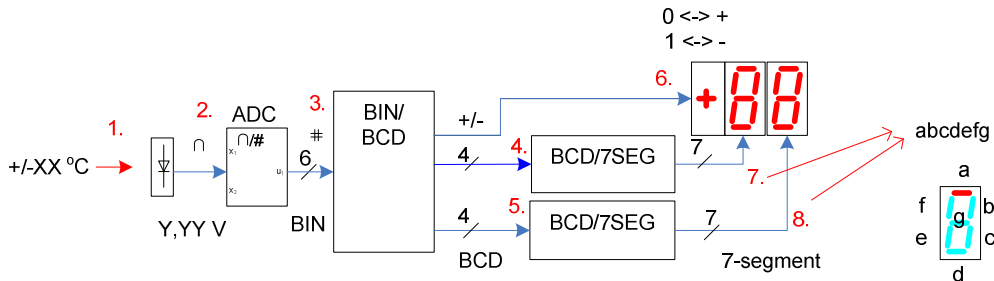 0 <-> +
1 <-> -
6.
+
88
1.
2.
ADC
3.
∩
∩/#
#
BIN/
BCD
+/-
abcdefg
+/-XX °C
x₁
x₂
u₁
6
4
4.
BCD/7SEG
7
7.
a
f
g
b
e
c
d
Y,YY V
BIN
4
BCD
5.
BCD/7SEG
7
8.
7-segment